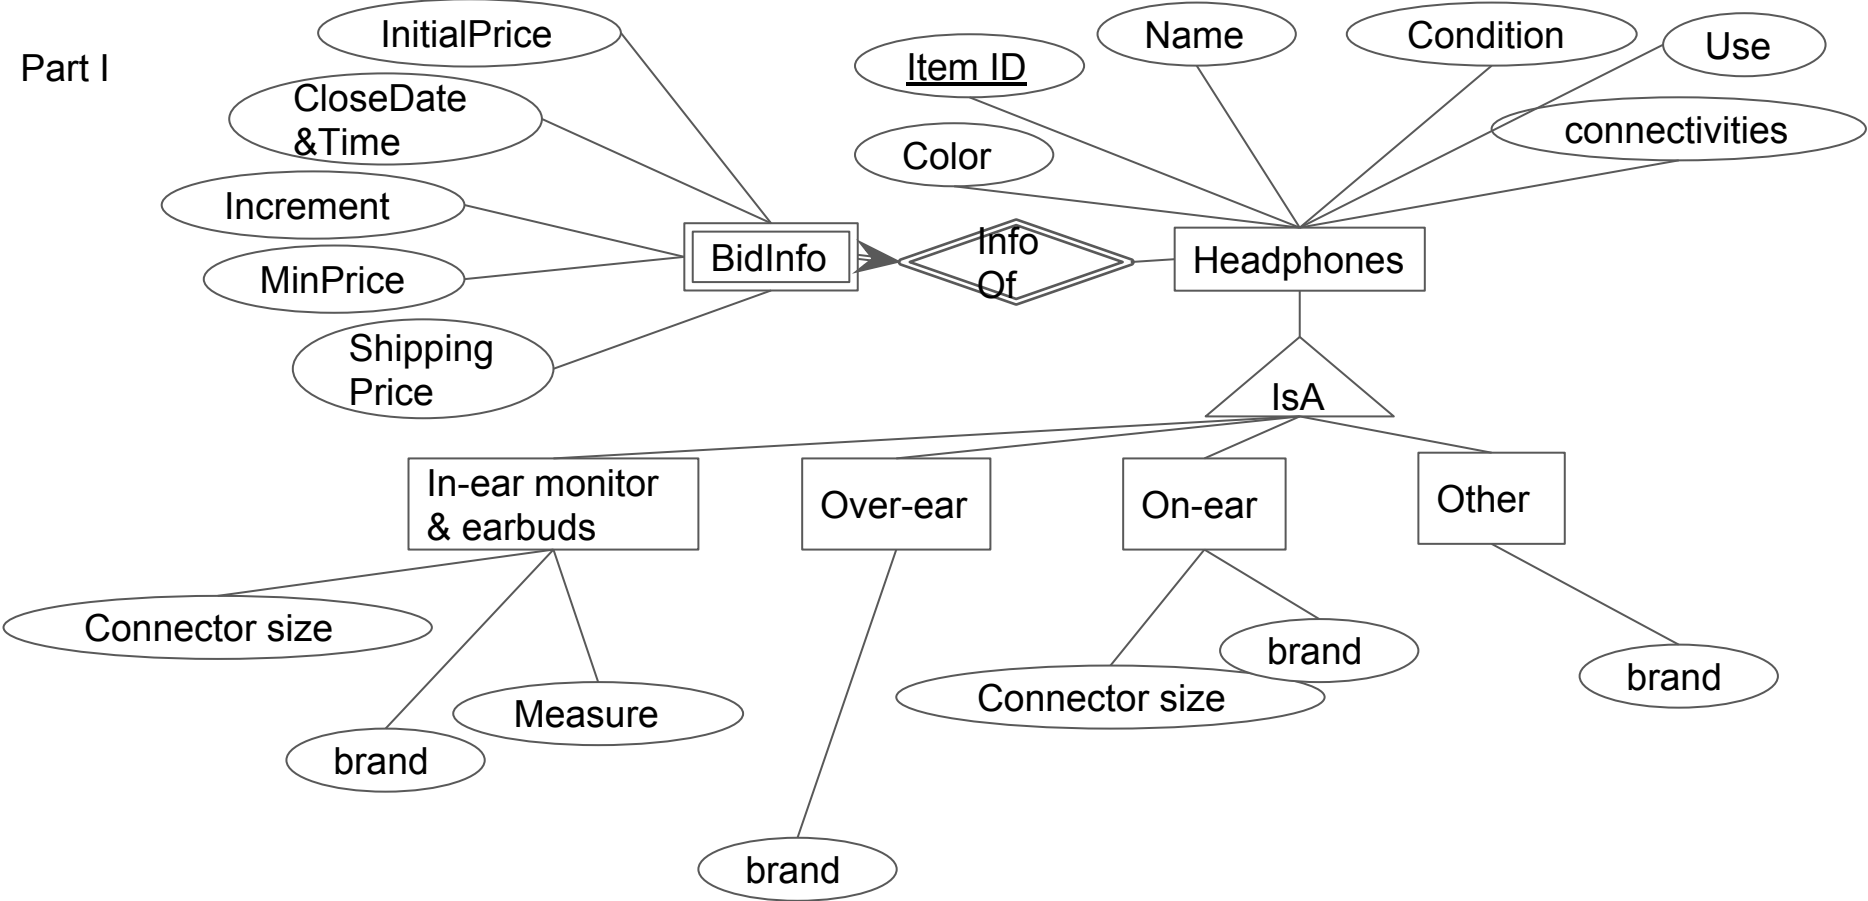 Part I
InitialPrice
CloseDate
&Time
Increment
MinPrice
Shipping
Price
BidInfo
Info
Of
Item ID
Name
Condition
Use
Color
connectivities
Headphones
IsA
In-ear monitor
& earbuds
Over-ear
On-ear
Other
Connector size
brand
Measure
brand
Connector size
brand
brand